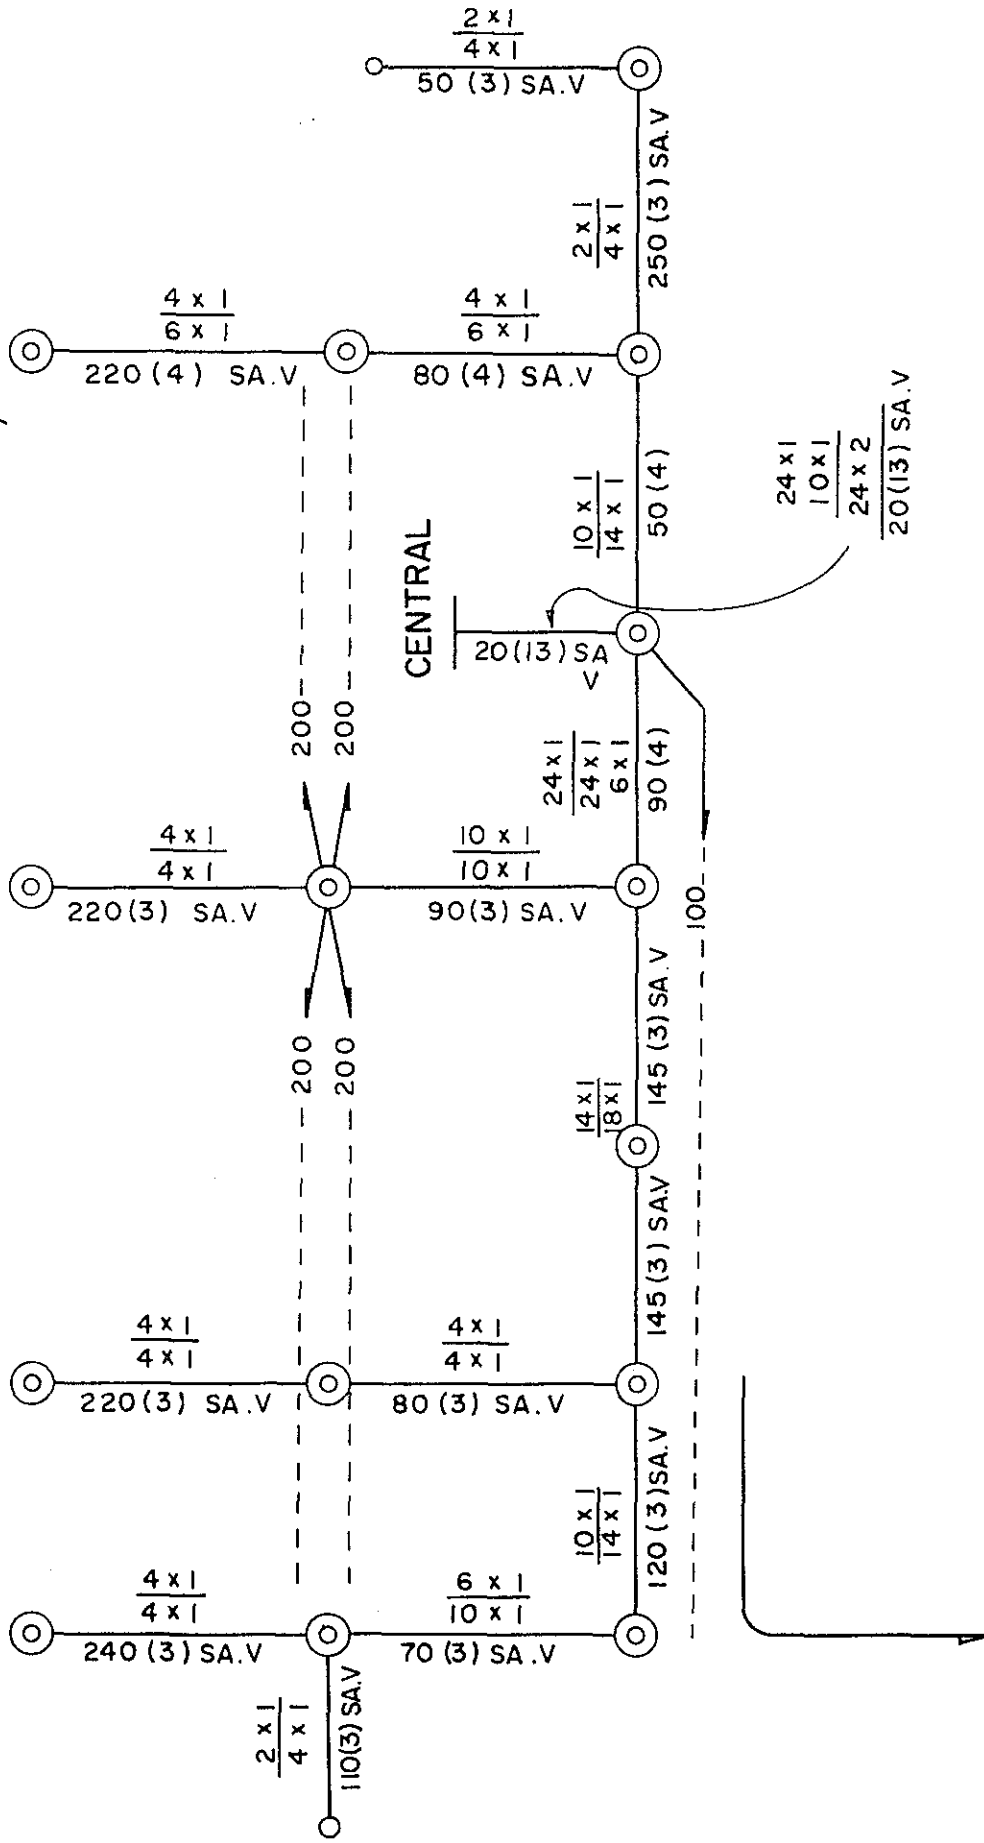 2 x 1
4 x 1
50 (3) SA.V
4 x 1
6 x 1
220 (4) SA.V
4 x 1
6 x 1
80 (4) SA.V
2 x 1
4 x 1
250 (3) SA.V
200
200
CENTRAL
20(13) SA
V
10 x 1
14 x 1
50 (4)
24 x 1
10 x 1
24 x 2
20(13) SA.V
4 x 1
4 x 1
220(3) SA.V
10 x 1
10 x 1
90(3) SA.V
24 x 1
24 x 1
6 x 1
90 (4)
100
200
200
14 x 1
18 x 1
145 (3) SA.V
145 (3) SA.V
4 x 1
4 x 1
220(3) SA.V
4 x 1
4 x 1
80 (3) SA.V
10 x 1
14 x 1
120 (3) SA.V
4 x 1
4 x 1
240 (3) SA.V
6 x 1
10 x 1
70 (3) SA.V
2 x 1
4 x 1
110(3) SA.V